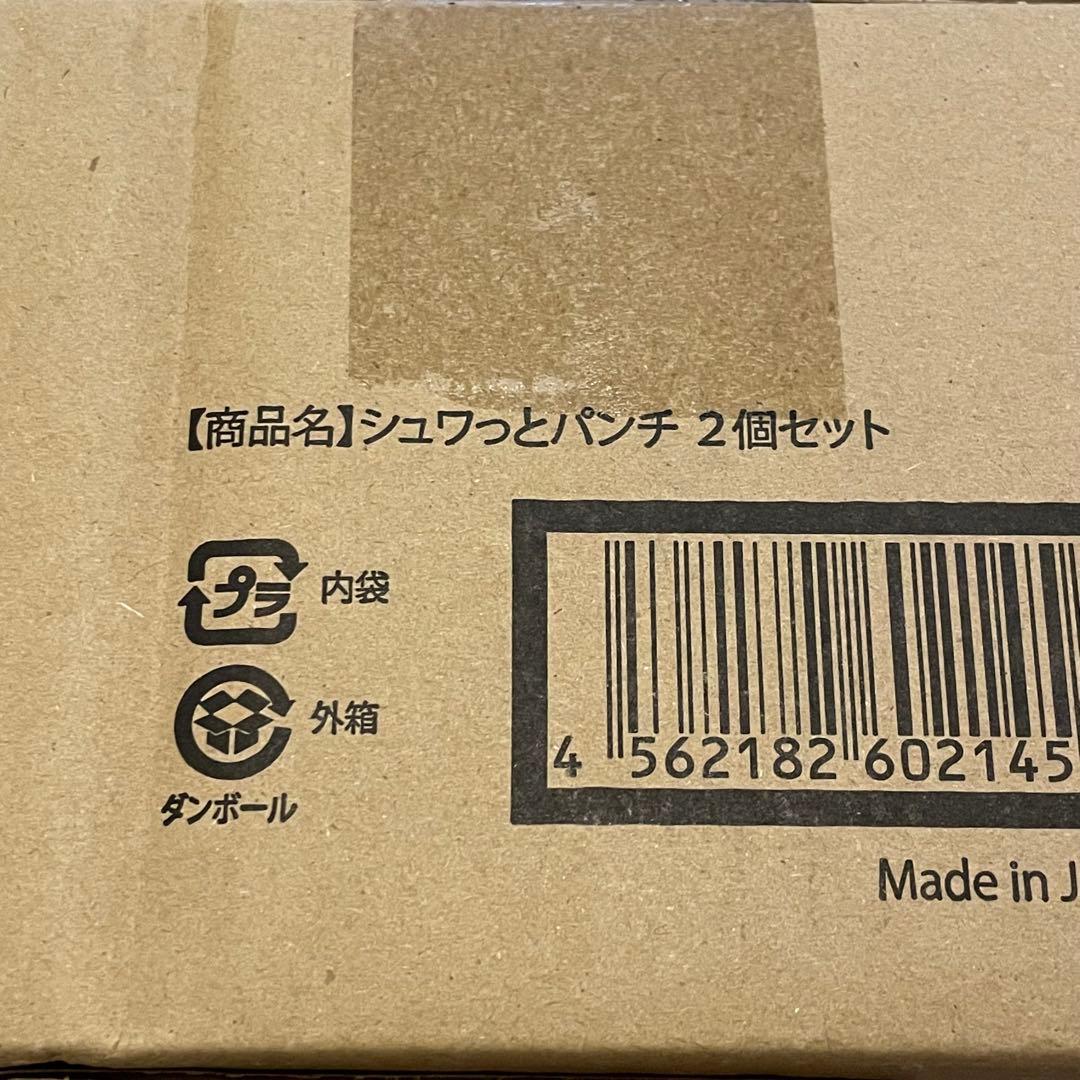 【商品名】シュワっとパンチ 2個セット
プラ 内袋
外箱
ダンボール
4 562182 602145
Made in J